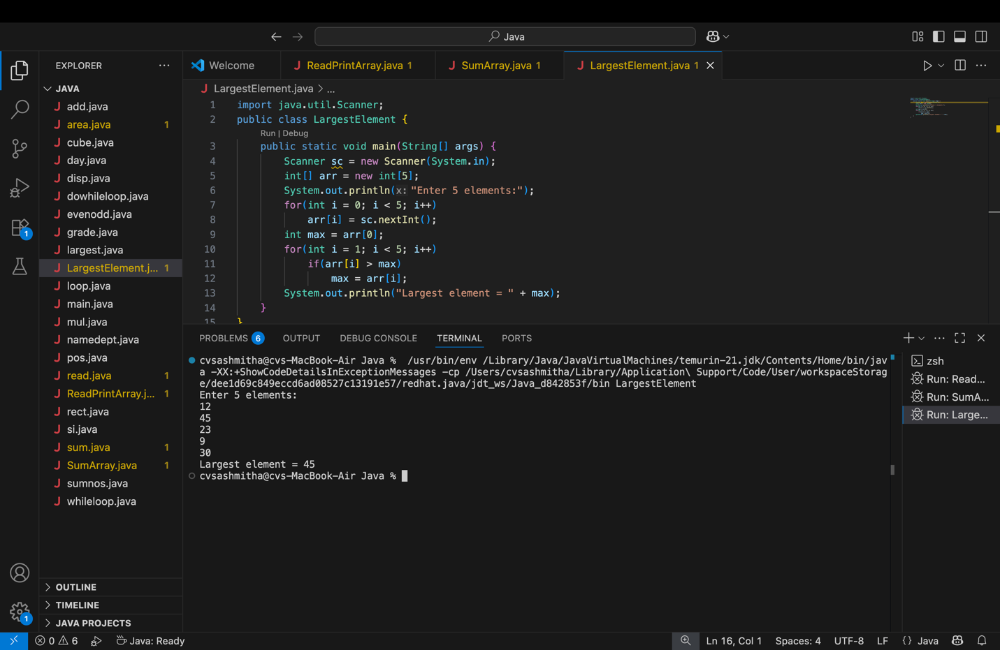 Java
EXPLORER ...
Welcome
J ReadPrintArray.java 1
J SumArray.java 1
J LargestElement.java 1
JAVA
J add.java
J area.java 1
J cube.java
J day.java
J disp.java
J dowhileloop.java
J evenodd.java
J grade.java
J largest.java
J LargestElement.j... 1
J loop.java
J main.java
J mul.java
J namedept.java
J pos.java
J read.java 1
J ReadPrintArray.j... 1
J rect.java
J si.java
J sum.java 1
J SumArray.java 1
J sumnos.java
J whileloop.java
OUTLINE
TIMELINE
JAVA PROJECTS
1
1
J LargestElement.java > ...
1 import java.util.Scanner;
2 public class LargestElement {
Run | Debug
3 public static void main(String[] args) {
4 Scanner sc = new Scanner(System.in);
5 int[] arr = new int[5];
6 System.out.println(x: "Enter 5 elements:");
7 for(int i = 0; i < 5; i++)
8 arr[i] = sc.nextInt();
9 int max = arr[0];
10 for(int i = 1; i < 5; i++)
11 if(arr[i] > max)
12 max = arr[i];
13 System.out.println("Largest element = " + max);
14 }
15 }
PROBLEMS 6 OUTPUT DEBUG CONSOLE TERMINAL PORTS
cvsashmitha@cvs-MacBook-Air Java % /usr/bin/env /Library/Java/JavaVirtualMachines/temurin-21.jdk/Contents/Home/bin/jav
a -XX:+ShowCodeDetailsInExceptionMessages -cp /Users/cvsashmitha/Library/Application\ Support/Code/User/workspaceStorag
e/dee1d69c849eccd6ad08527c13191e57/redhat.java/jdt_ws/Java_d842853f/bin LargestElement
Enter 5 elements:
12
45
23
9
30
Largest element = 45
cvsashmitha@cvs-MacBook-Air Java %
zsh
Run: Read...
Run: SumA...
Run: Large...
0 6 Java: Ready
Ln 16, Col 1 Spaces: 4 UTF-8 LF {} Java